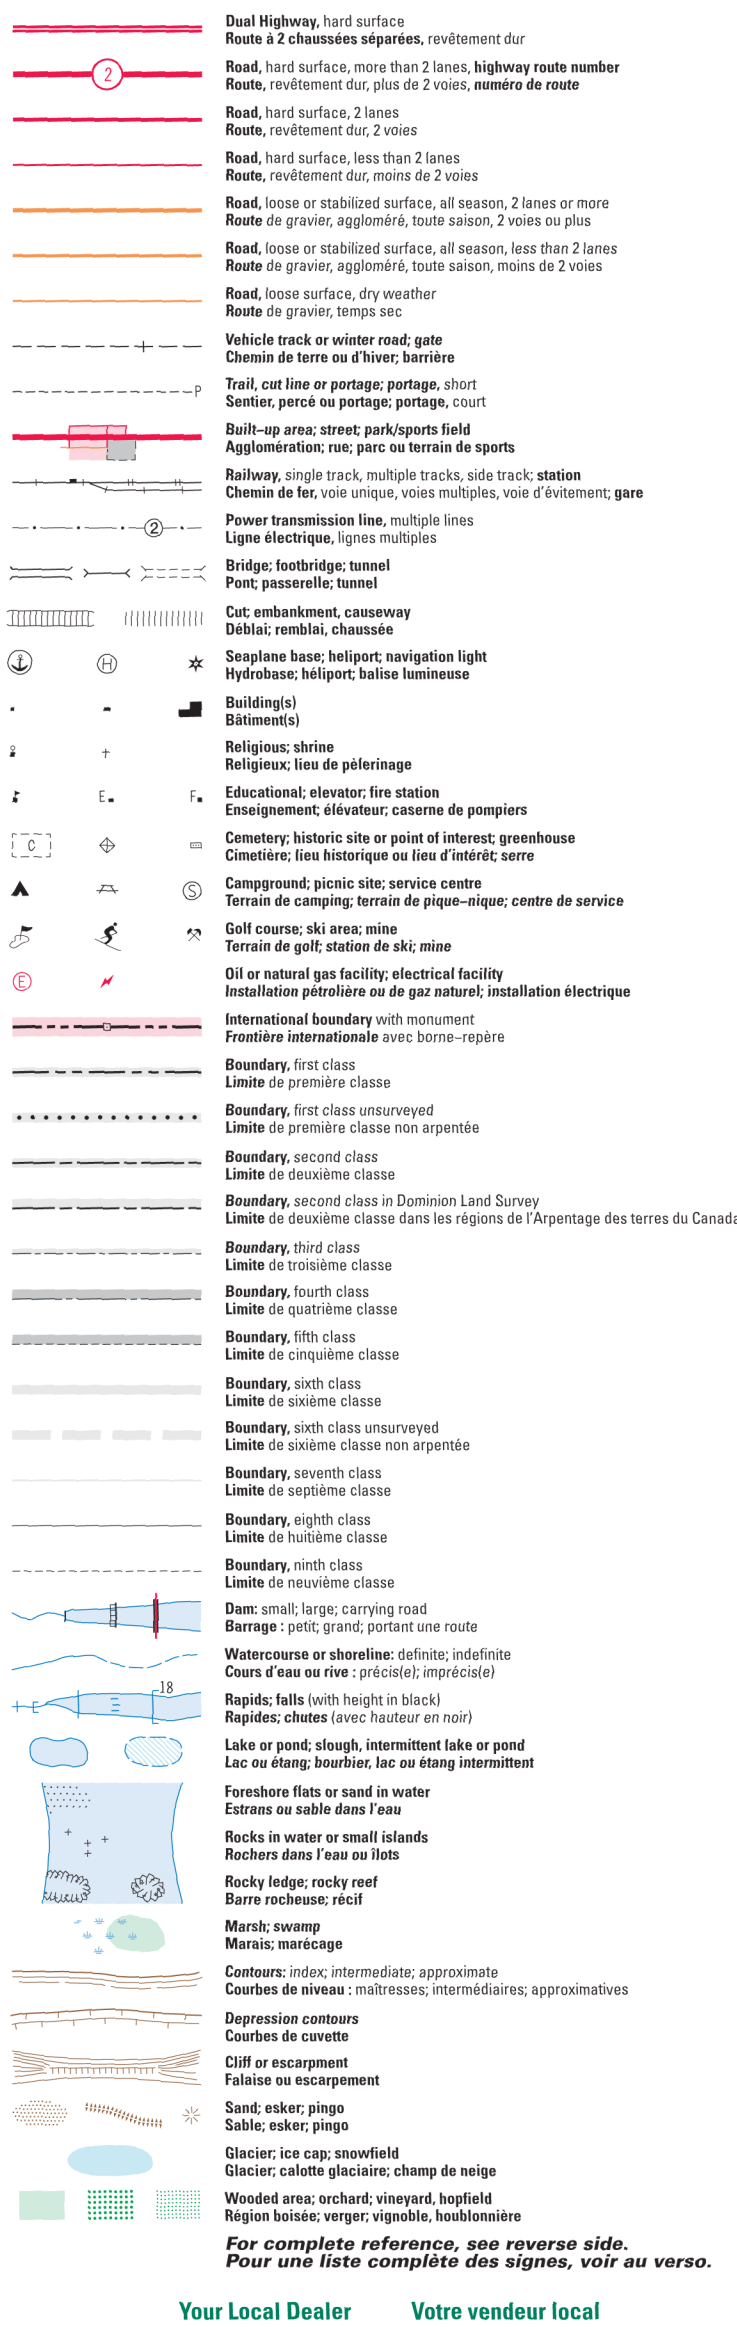 Dual Highway, hard surface
Route à 2 chaussées séparées, revêtement dur
2
Road, hard surface, more than 2 lanes, highway route number
Route, revêtement dur, plus de 2 voies, numéro de route
Road, hard surface, 2 lanes
Route, revêtement dur, 2 voies
Road, hard surface, less than 2 lanes
Route, revêtement dur, moins de 2 voies
Road, loose or stabilized surface, all season, 2 lanes or more
Route de gravier, aggloméré, toute saison, 2 voies ou plus
Road, loose or stabilized surface, all season, less than 2 lanes
Route de gravier, aggloméré, toute saison, moins de 2 voies
Road, loose surface, dry weather
Route de gravier, temps sec
Vehicle track or winter road; gate
Chemin de terre ou d'hiver; barrière
P
Trail, cut line or portage; portage, short
Sentier, percé ou portage; portage, court
Built-up area; street; park/sports field
Agglomération; rue; parc ou terrain de sports
Railway, single track, multiple tracks, side track; station
Chemin de fer, voie unique, voies multiples, voie d'évitement; gare
2
Power transmission line, multiple lines
Ligne électrique, lignes multiples
Bridge; footbridge; tunnel
Pont; passerelle; tunnel
Cut; embankment, causeway
Déblai; remblai, chaussée
H
Seaplane base; heliport; navigation light
Hydrobase; héliport; balise lumineuse
Building(s)
Bâtiment(s)
Religious; shrine
Religieux; lieu de pèlerinage
E F
Educational; elevator; fire station
Enseignement; élévateur; caserne de pompiers
C
Cemetery; historic site or point of interest; greenhouse
Cimetière; lieu historique ou lieu d'intérêt; serre
S
Campground; picnic site; service centre
Terrain de camping; terrain de pique-nique; centre de service
Golf course; ski area; mine
Terrain de golf; station de ski; mine
E
Oil or natural gas facility; electrical facility
Installation pétrolière ou de gaz naturel; installation électrique
International boundary with monument
Frontière internationale avec borne-repère
Boundary, first class
Limite de première classe
Boundary, first class unsurveyed
Limite de première classe non arpentée
Boundary, second class
Limite de deuxième classe
Boundary, second class in Dominion Land Survey
Limite de deuxième classe dans les régions de l'Arpentage des terres du Canada
Boundary, third class
Limite de troisième classe
Boundary, fourth class
Limite de quatrième classe
Boundary, fifth class
Limite de cinquième classe
Boundary, sixth class
Limite de sixième classe
Boundary, sixth class unsurveyed
Limite de sixième classe non arpentée
Boundary, seventh class
Limite de septième classe
Boundary, eighth class
Limite de huitième classe
Boundary, ninth class
Limite de neuvième classe
Dam: small; large; carrying road
Barrage : petit; grand; portant une route
Watercourse or shoreline: definite; indefinite
Cours d'eau ou rive : précis(e); imprécis(e)
18
Rapids; falls (with height in black)
Rapides; chutes (avec hauteur en noir)
Lake or pond; slough, intermittent lake or pond
Lac ou étang; bourbier, lac ou étang intermittent
Foreshore flats or sand in water
Estrans ou sable dans l'eau
Rocks in water or small islands
Rochers dans l'eau ou îlots
Rocky ledge; rocky reef
Barre rocheuse; récif
Marsh; swamp
Marais; marécage
Contours: index; intermediate; approximate
Courbes de niveau : maîtresses; intermédiaires; approximatives
Depression contours
Courbes de cuvette
Cliff or escarpment
Falaise ou escarpement
Sand; esker; pingo
Sable; esker; pingo
Glacier; ice cap; snowfield
Glacier; calotte glaciaire; champ de neige
Wooded area; orchard; vineyard, hopfield
Région boisée; verger; vignoble, houblonnière
For complete reference, see reverse side.
Pour une liste complète des signes, voir au verso.
Your Local Dealer Votre vendeur local